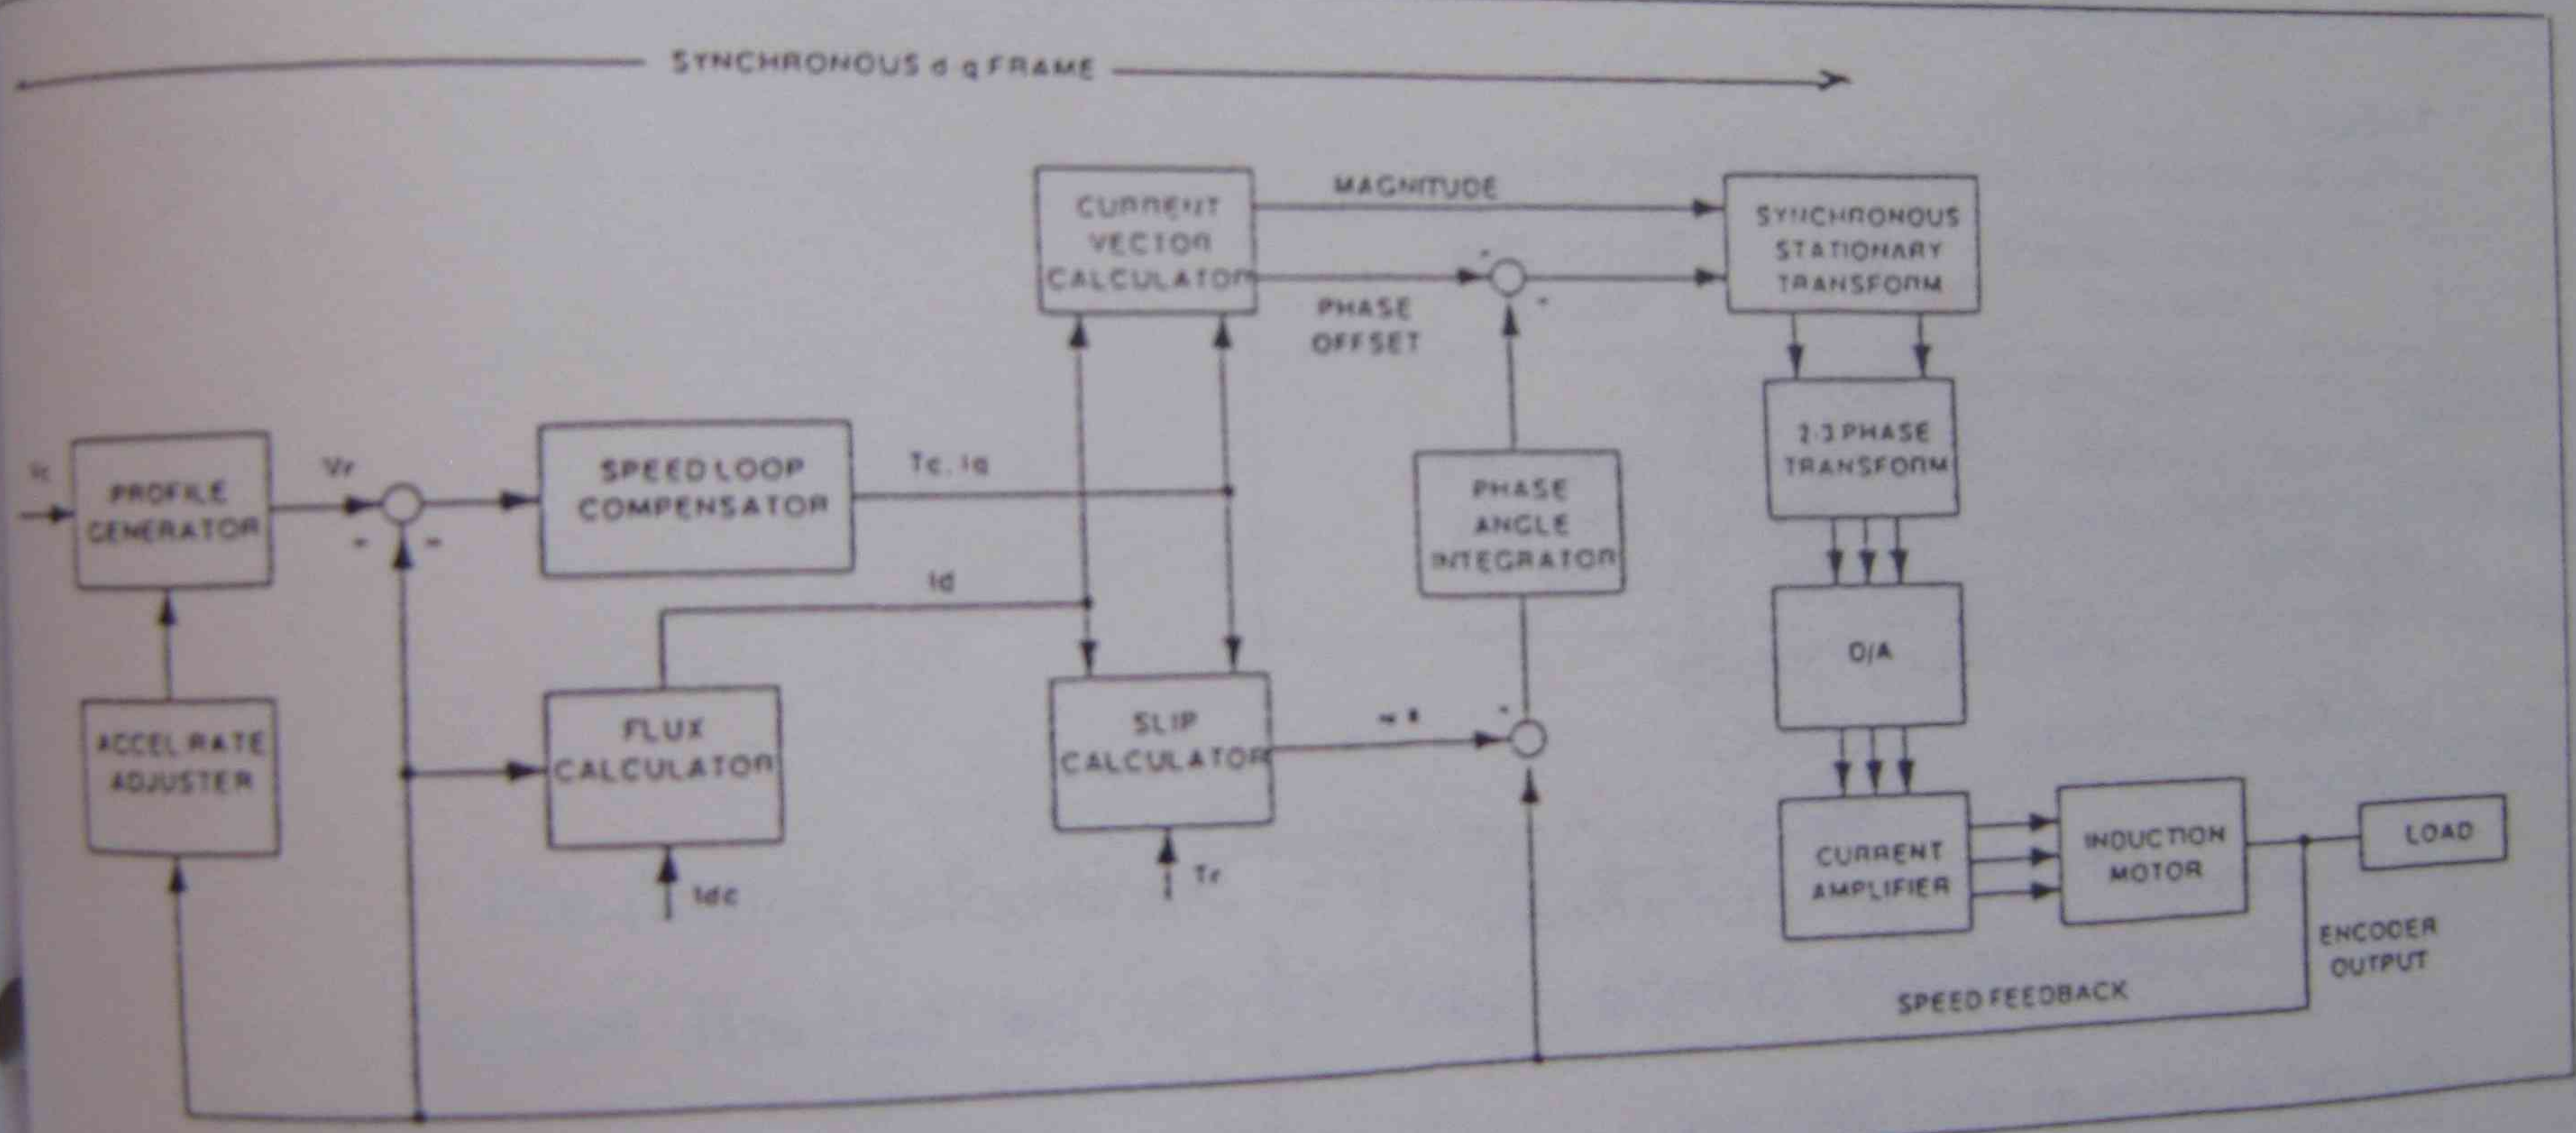 SYNCHRONOUS d q FRAME
CURRENT
VECTOR
CALCULATOR
MAGNITUDE
PHASE
OFFSET
SYNCHRONOUS
STATIONARY
TRANSFORM
2-3 PHASE
TRANSFORM
PROFILE
GENERATOR
Vr
SPEED LOOP
COMPENSATOR
Tc, Iq
Id
PHASE
ANGLE
INTEGRATOR
D/A
ACCEL RATE
ADJUSTER
FLUX
CALCULATOR
Idc
SLIP
CALCULATOR
Tr
CURRENT
AMPLIFIER
INDUCTION
MOTOR
LOAD
ENCODER
OUTPUT
SPEED FEEDBACK